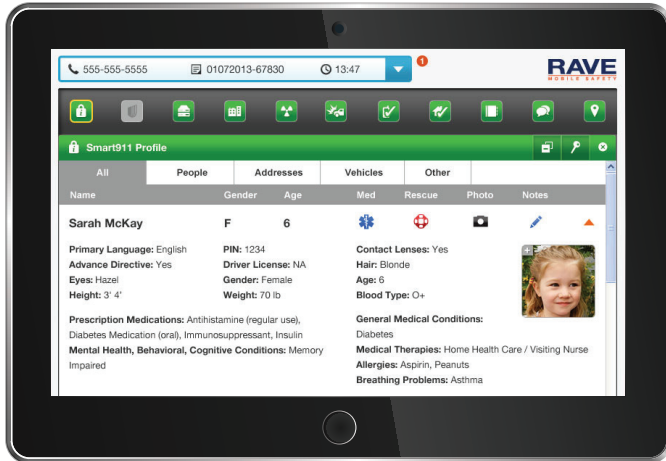 555-555-5555 01072013-67830 13:47 1
RAVE
MOBILE SAFETY
Smart911 Profile
All People Addresses Vehicles Other
Name Gender Age Med Rescue Photo Notes
Sarah McKay F 6
Primary Language: English PIN: 1234 Contact Lenses: Yes
Advance Directive: Yes Driver License: NA Hair: Blonde
Eyes: Hazel Gender: Female Age: 6
Height: 3' 4' Weight: 70 lb Blood Type: O+
Prescription Medications: Antihistamine (regular use),
Diabetes Medication (oral), Immunosuppressant, Insulin
Mental Health, Behavioral, Cognitive Conditions: Memory
Impaired
General Medical Conditions:
Diabetes
Medical Therapies: Home Health Care / Visiting Nurse
Allergies: Aspirin, Peanuts
Breathing Problems: Asthma